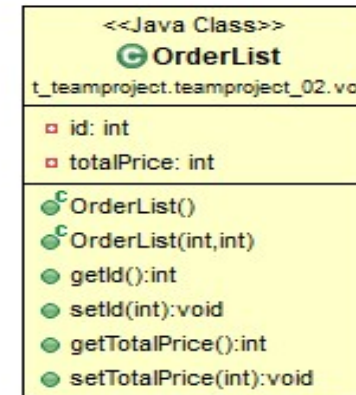 <<Java Class>>
OrderList
t_teamproject.teamproject_02.vo
id: int
totalPrice: int
OrderList()
OrderList(int,int)
getId():int
setId(int):void
getTotalPrice():int
setTotalPrice(int):void